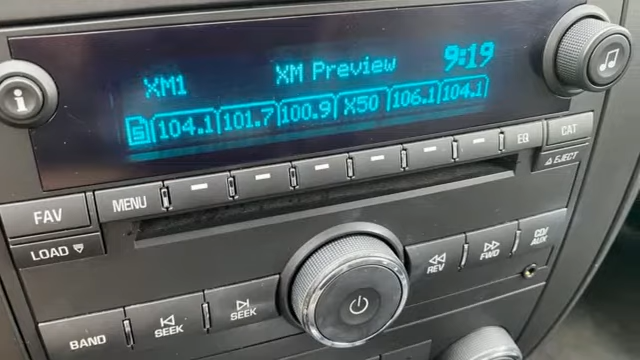 9:19
XM1 XM Preview
5 104.1 101.7 100.9 X50 106.1 104.1
i
MENU EQ CAT
FAV EJECT
LOAD
REV FWD CD/AUX
BAND SEEK SEEK